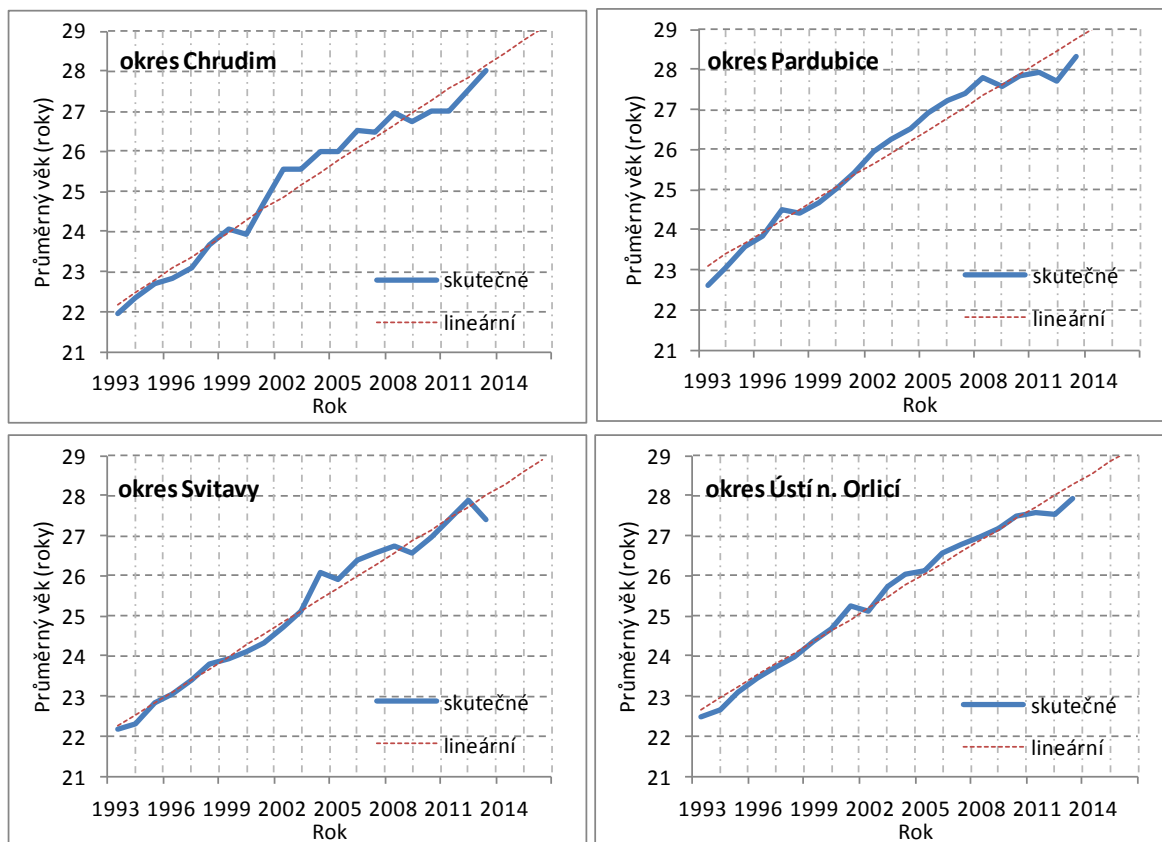 okres Chrudim
Průměrný věk (roky)
29
28
27
26
25
24
23
22
21
skutečné
lineární
1993 1996 1999 2002 2005 2008 2011 2014
Rok
okres Pardubice
Průměrný věk (roky)
29
28
27
26
25
24
23
22
21
skutečné
lineární
1993 1996 1999 2002 2005 2008 2011 2014
Rok
okres Svitavy
Průměrný věk (roky)
29
28
27
26
25
24
23
22
21
skutečné
lineární
1993 1996 1999 2002 2005 2008 2011 2014
Rok
okres Ústí n. Orlicí
Průměrný věk (roky)
29
28
27
26
25
24
23
22
21
skutečné
lineární
1993 1996 1999 2002 2005 2008 2011 2014
Rok